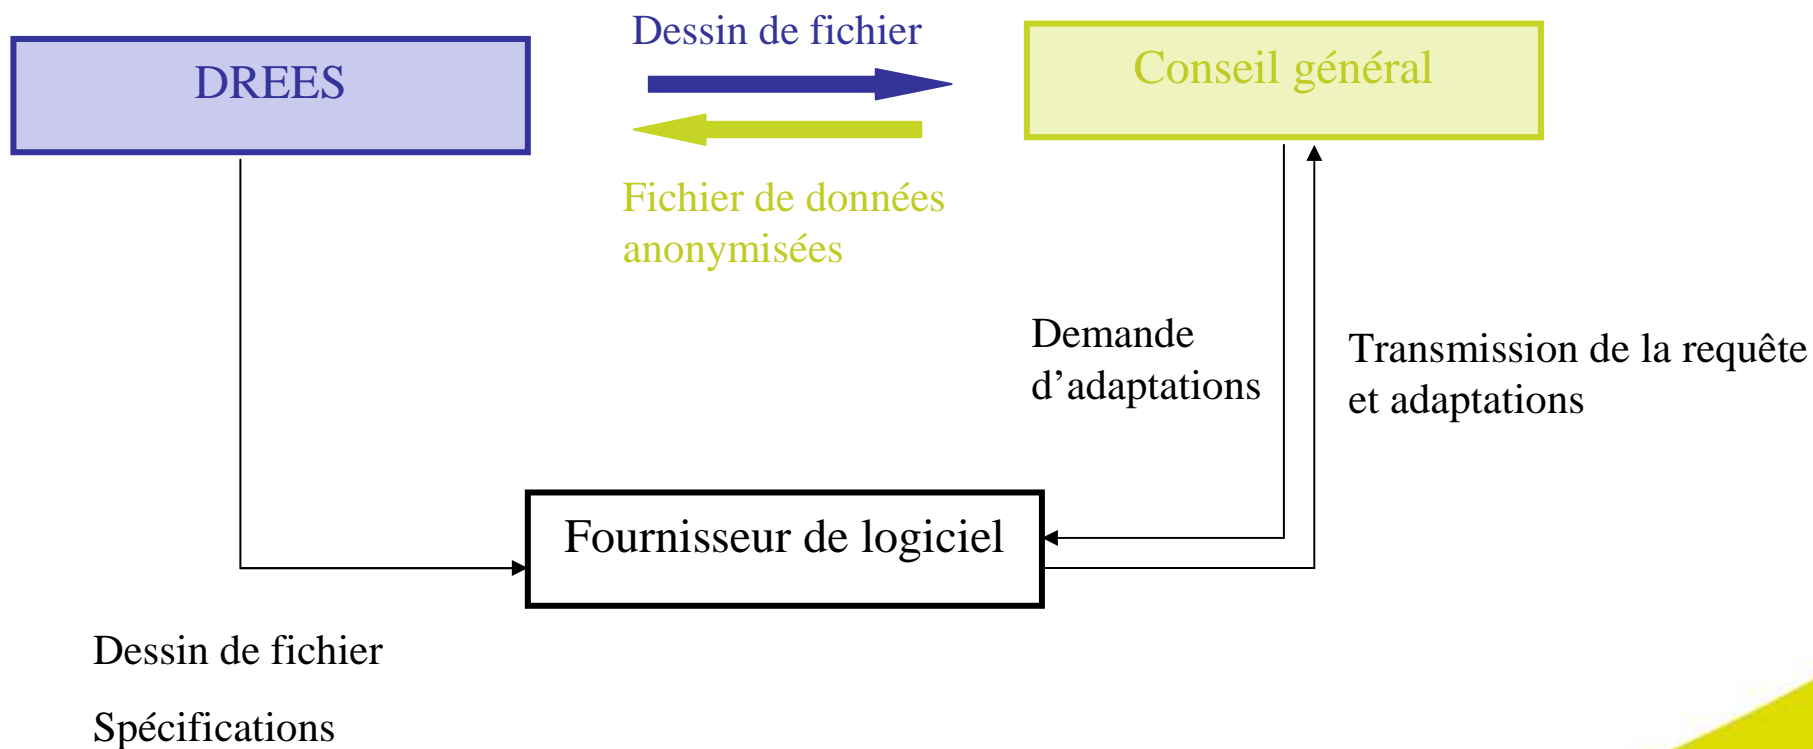 DREES
Dessin de fichier
Conseil général
Fichier de données
anonymisées
Demande
d’adaptations
Transmission de la requête
et adaptations
Fournisseur de logiciel
Dessin de fichier
Spécifications